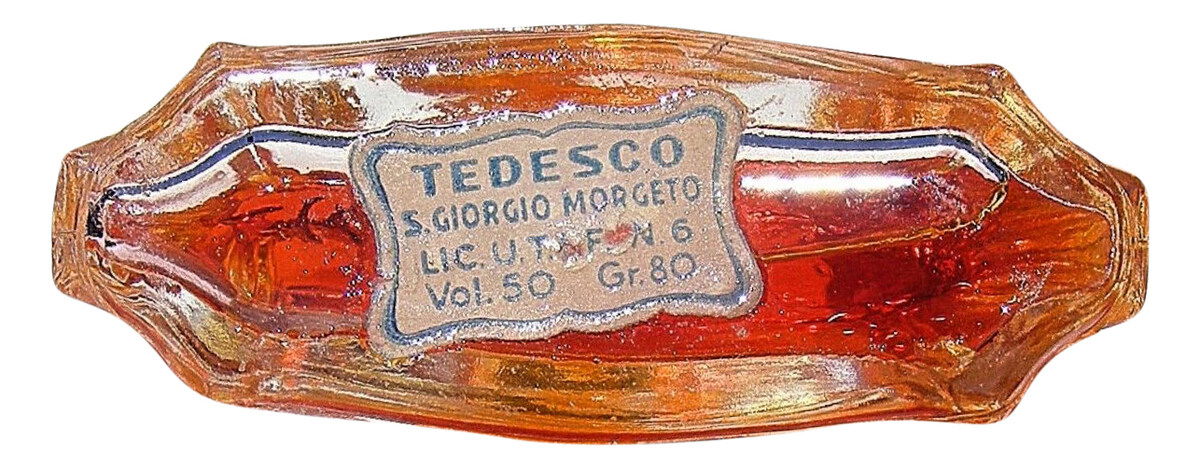 TEDESCO
S. GIORGIO MORGETO
LIC. U.T. F. N. 6
Vol. 50 Gr. 80